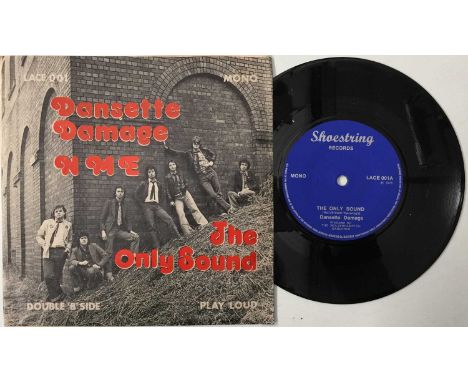 LACE 001
MONO
Dansette
Damage
NME
The
Only Sound
DOUBLE 'B' SIDE
PLAY LOUD
Shoestring
RECORDS
MONO
LACE 001A
THE ONLY SOUND
Dansette Damage